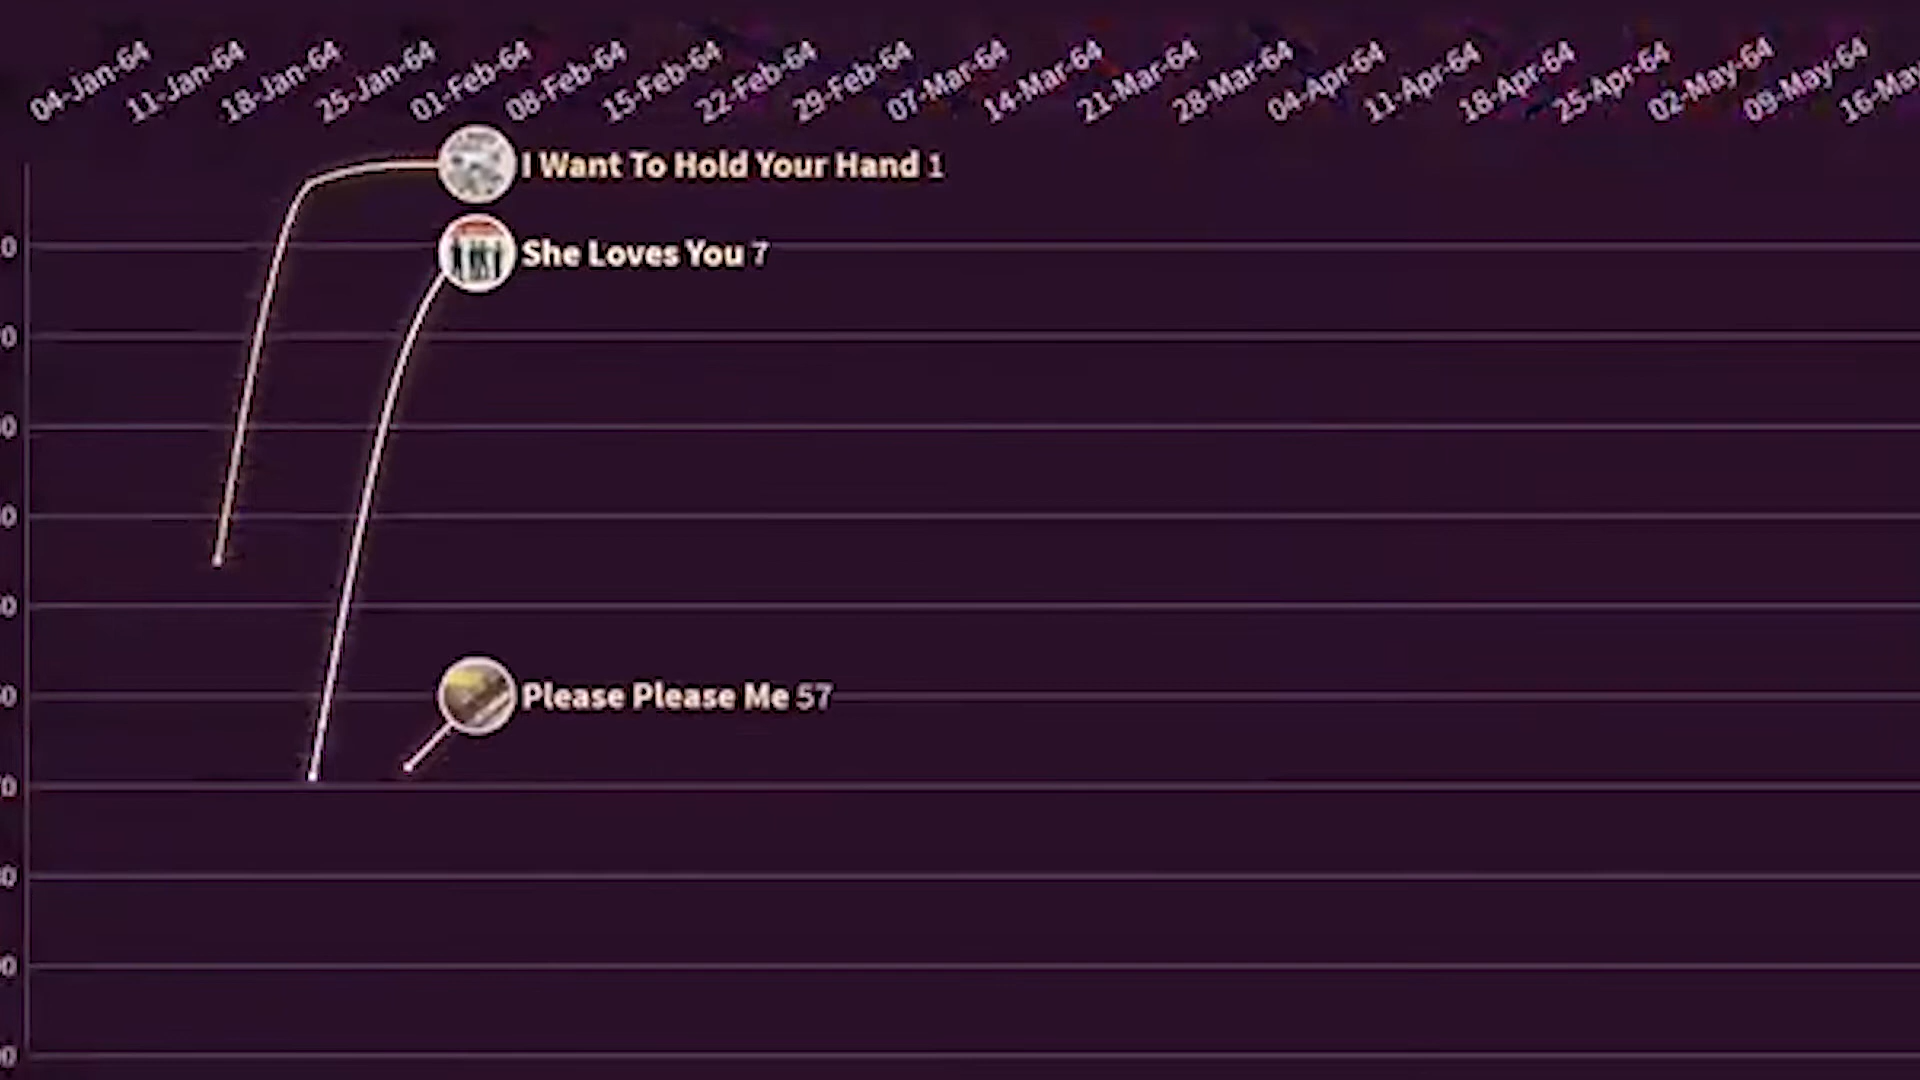 04-Jan-64
11-Jan-64
18-Jan-64
25-Jan-64
01-Feb-64
08-Feb-64
15-Feb-64
22-Feb-64
29-Feb-64
07-Mar-64
14-Mar-64
21-Mar-64
28-Mar-64
04-Apr-64
11-Apr-64
18-Apr-64
25-Apr-64
02-May-64
09-May-64
16-May
I Want To Hold Your Hand 1
She Loves You 7
Please Please Me 57